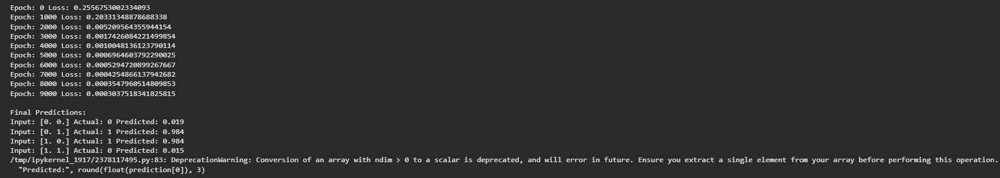 Epoch: 0 Loss: 0.2556753002334093
Epoch: 1000 Loss: 0.20331348878688338
Epoch: 2000 Loss: 0.005209564355944154
Epoch: 3000 Loss: 0.0017426084221499854
Epoch: 4000 Loss: 0.0010048136123790114
Epoch: 5000 Loss: 0.0006964603792290025
Epoch: 6000 Loss: 0.0005294720899267667
Epoch: 7000 Loss: 0.0004254866137942682
Epoch: 8000 Loss: 0.0003547960514809853
Epoch: 9000 Loss: 0.0003037518341825815
Final Predictions:
Input: [0. 0.] Actual: 0 Predicted: 0.019
Input: [0. 1.] Actual: 1 Predicted: 0.984
Input: [1. 0.] Actual: 1 Predicted: 0.984
Input: [1. 1.] Actual: 0 Predicted: 0.015
/tmp/ipykernel_1917/2378117495.py:83: DeprecationWarning: Conversion of an array with ndim > 0 to a scalar is deprecated, and will error in future. Ensure you extract a single element from your array before performing this operation.
"Predicted:", round(float(prediction[0]), 3)